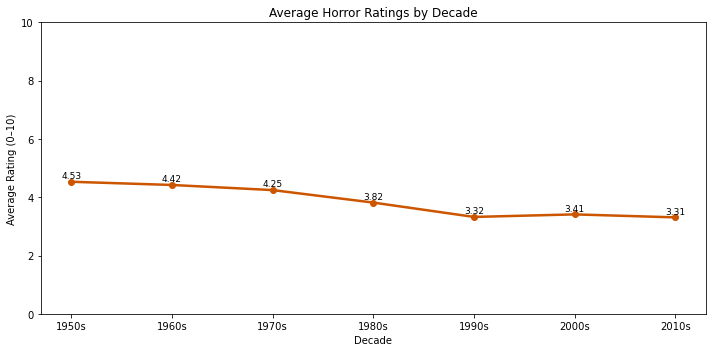 Average Horror Ratings by Decade
Average Rating (0–10)
10
8
6
4
2
0
4.53
4.42
4.25
3.82
3.32
3.41
3.31
1950s
1960s
1970s
1980s
1990s
2000s
2010s
Decade